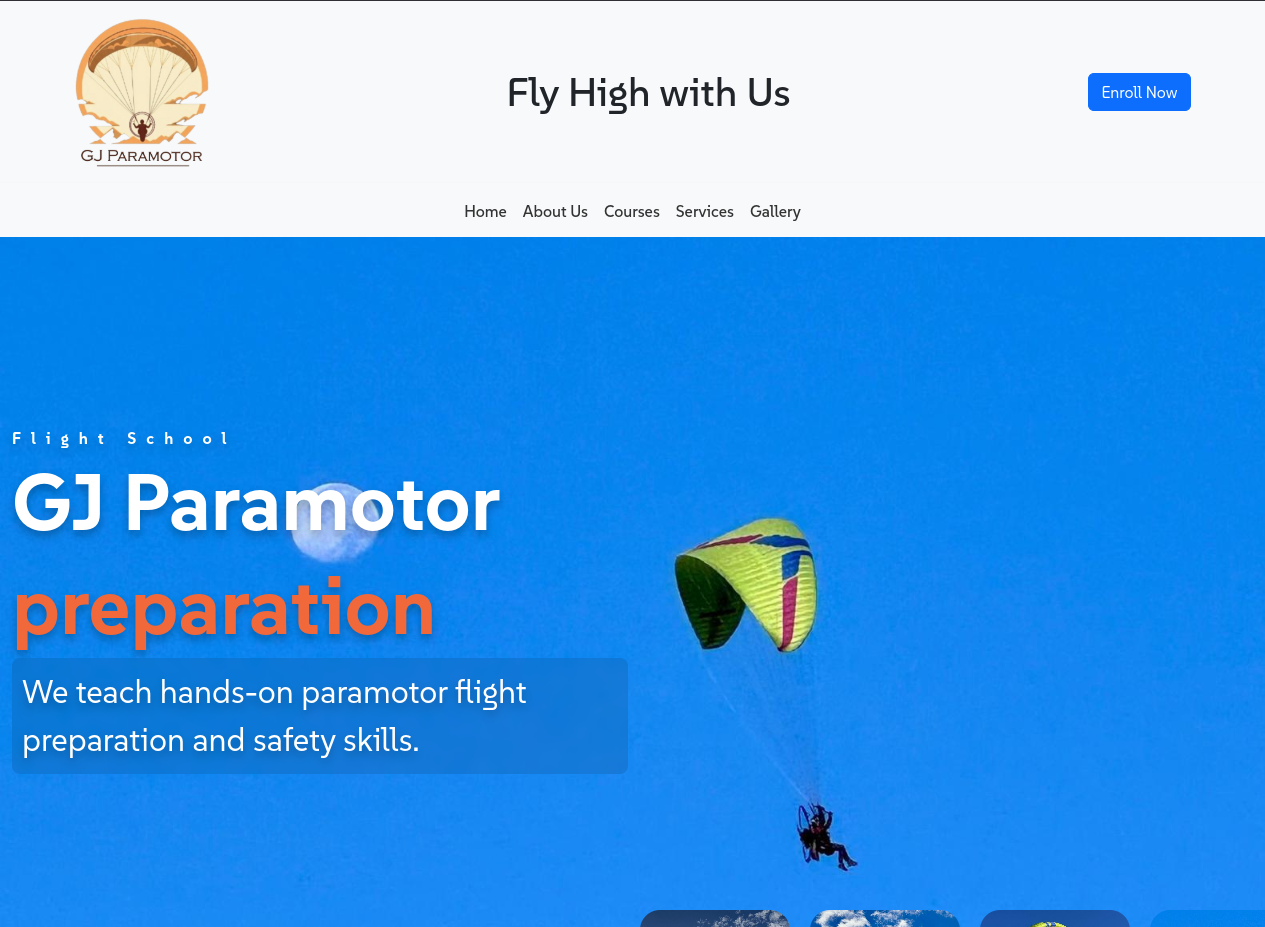 GJ PARAMOTOR
Fly High with Us
Enroll Now
Home About Us Courses Services Gallery
Flight School
GJ Paramotor
preparation
We teach hands-on paramotor flight
preparation and safety skills.